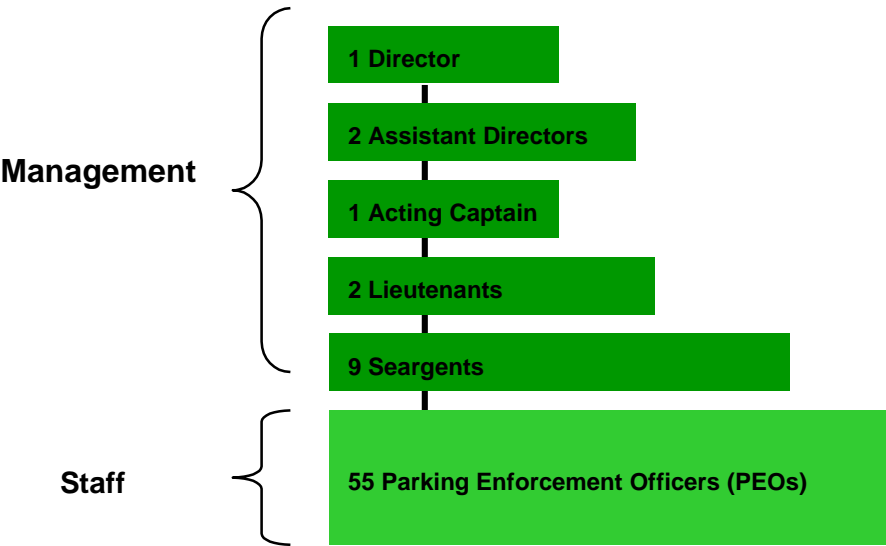 1 Director
2 Assistant Directors
Management
1 Acting Captain
2 Lieutenants
9 Seargents
Staff
55 Parking Enforcement Officers (PEOs)